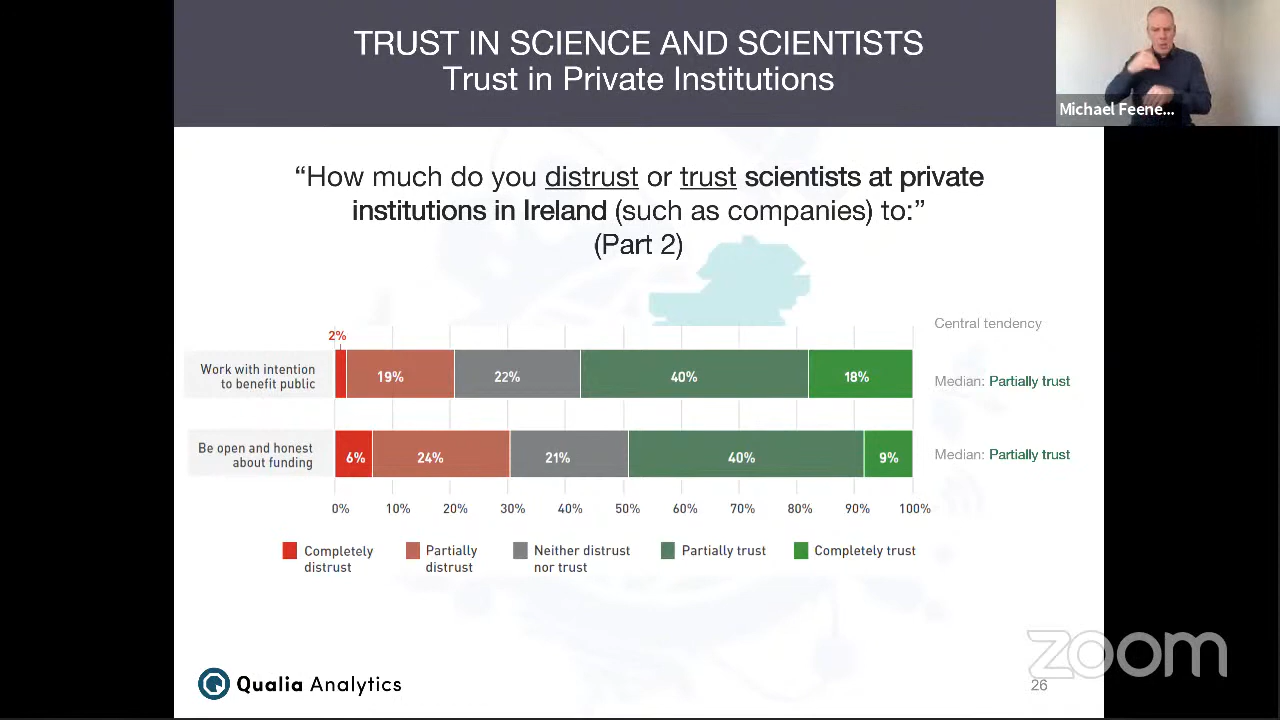 TRUST IN SCIENCE AND SCIENTISTS
Trust in Private Institutions
Michael Feene...
“How much do you distrust or trust scientists at private
institutions in Ireland (such as companies) to:”
(Part 2)
Central tendency
2%
Work with intention
to benefit public
19%
22%
40%
18%
Median: Partially trust
Be open and honest
about funding
6%
24%
21%
40%
9%
Median: Partially trust
0% 10% 20% 30% 40% 50% 60% 70% 80% 90% 100%
Completely
distrust
Partially
distrust
Neither distrust
nor trust
Partially trust
Completely trust
zoom
Qualia Analytics
26